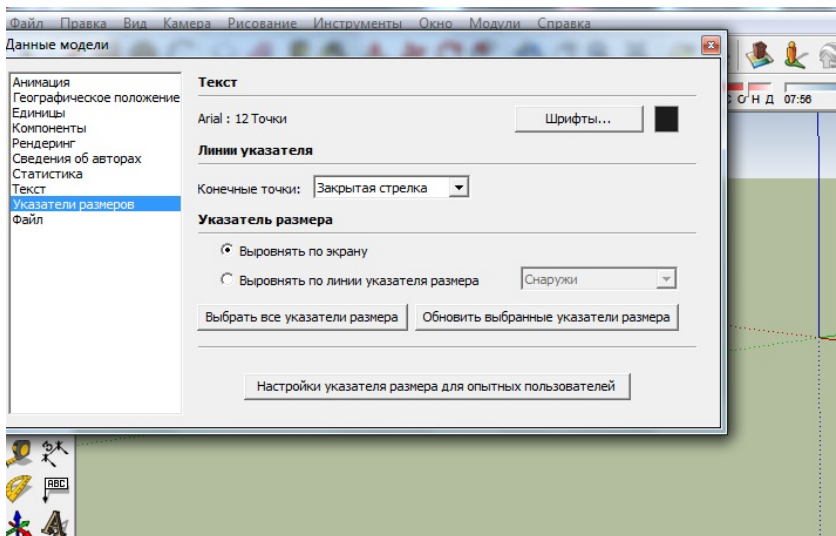 Файл Правка Вид Камера Рисование Инструменты Окно Модули Справка
Данные модели
Анимация
Географическое положение
Единицы
Компоненты
Рендеринг
Сведения об авторах
Статистика
Текст
Указатели размеров
Файл
Текст
Arial : 12 Точки
Шрифты...
Линии указателя
Конечные точки: Закрытая стрелка
Указатель размера
Выровнять по экрану
Выровнять по линии указателя размера Снаружи
Выбрать все указатели размера Обновить выбранные указатели размера
Настройки указателя размера для опытных пользователей
С О Н Д 07:56
ABC
A